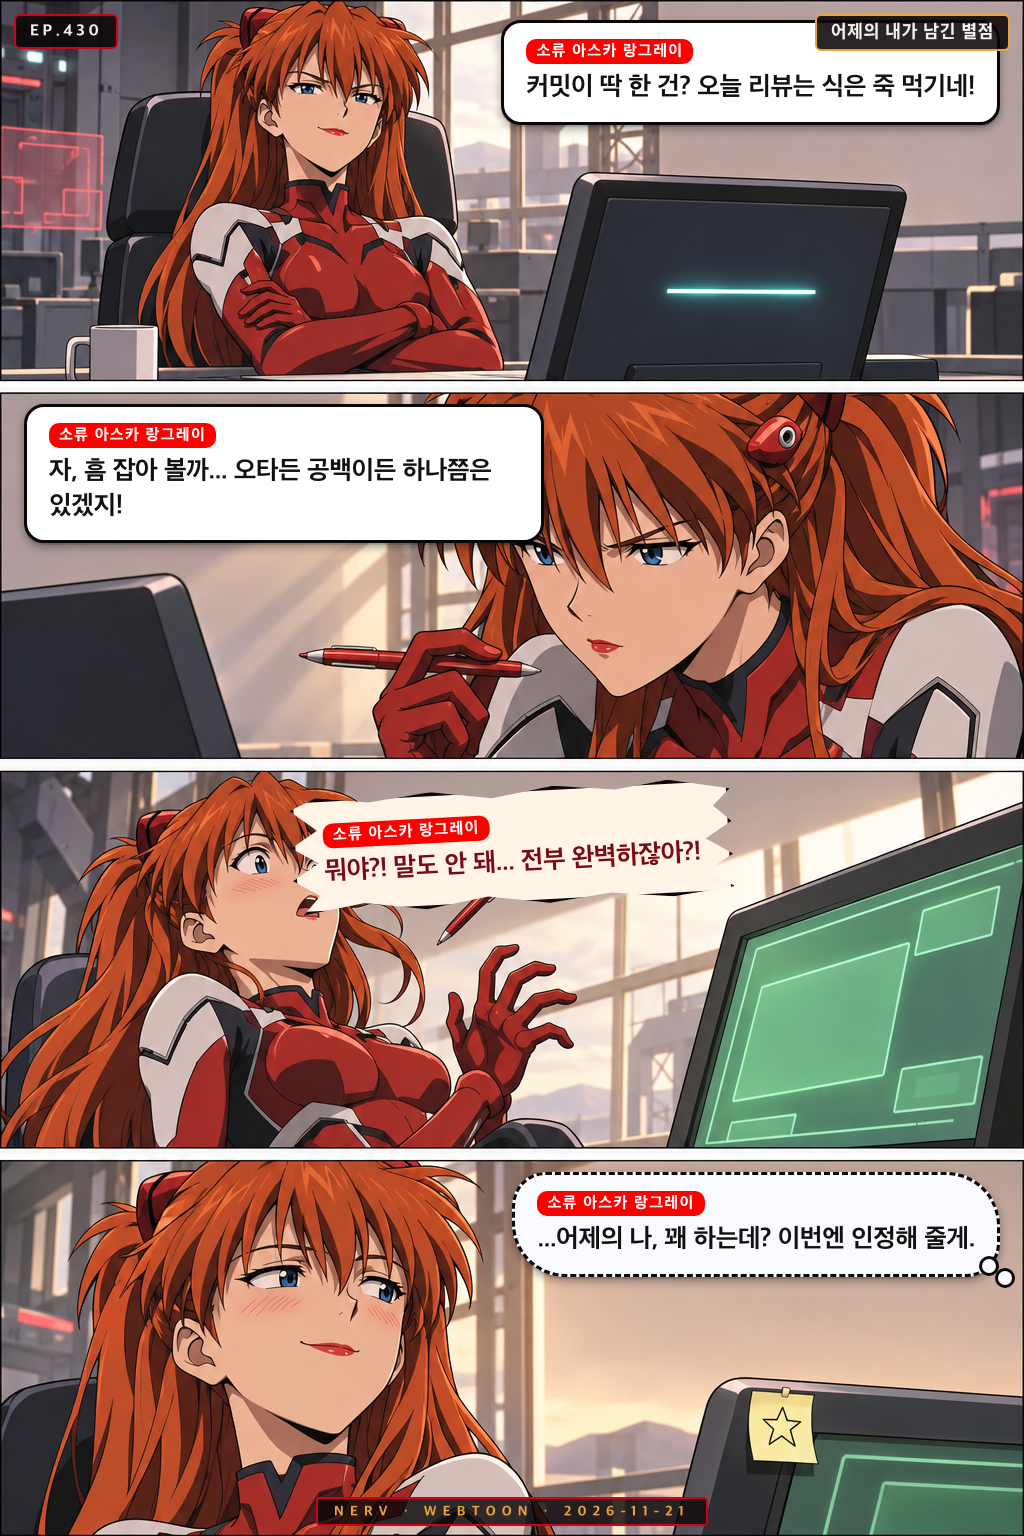 EP.430
어제의 내가 남긴 별점
소류 아스카 랑그레이
커밋이 딱 한 건? 오늘 리뷰는 식은 죽 먹기네!
소류 아스카 랑그레이
자, 흠 잡아 볼까... 오타든 공백이든 하나쯤은
있겠지!
소류 아스카 랑그레이
뭐야?! 말도 안 돼... 전부 완벽하잖아?!
소류 아스카 랑그레이
...어제의 나, 꽤 하는데? 이번엔 인정해 줄게.
NERV · WEBTOON · 2026-11-21